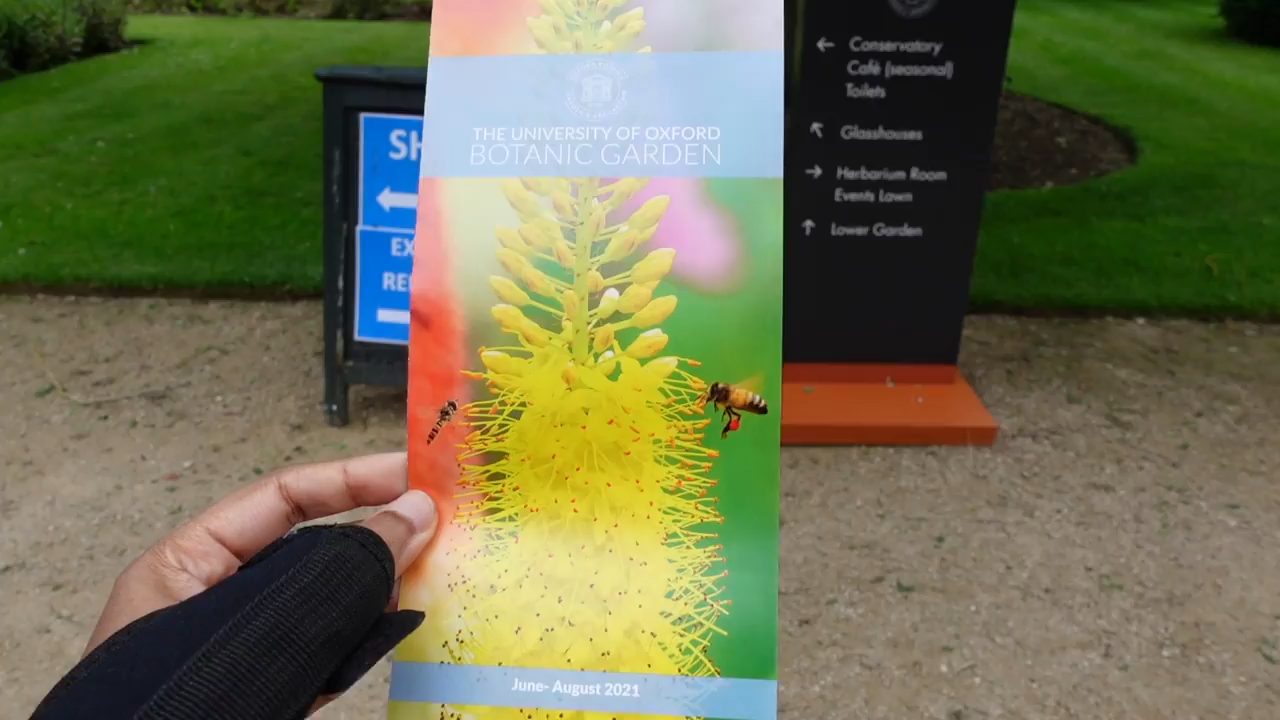 SH
EX
RE
THE UNIVERSITY OF OXFORD
BOTANIC GARDEN
June- August 2021
Conservatory
Café (seasonal)
Toilets
Glasshouses
Herbarium Room
Events Lawn
Lower Garden